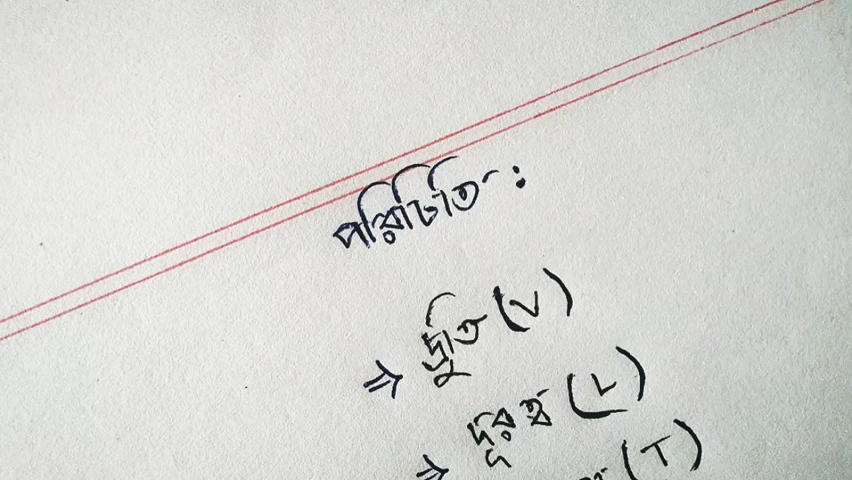 পরিচিতি :
⇒ দ্রুতি (V)
⇒ দূরত্ব (L)
(T)